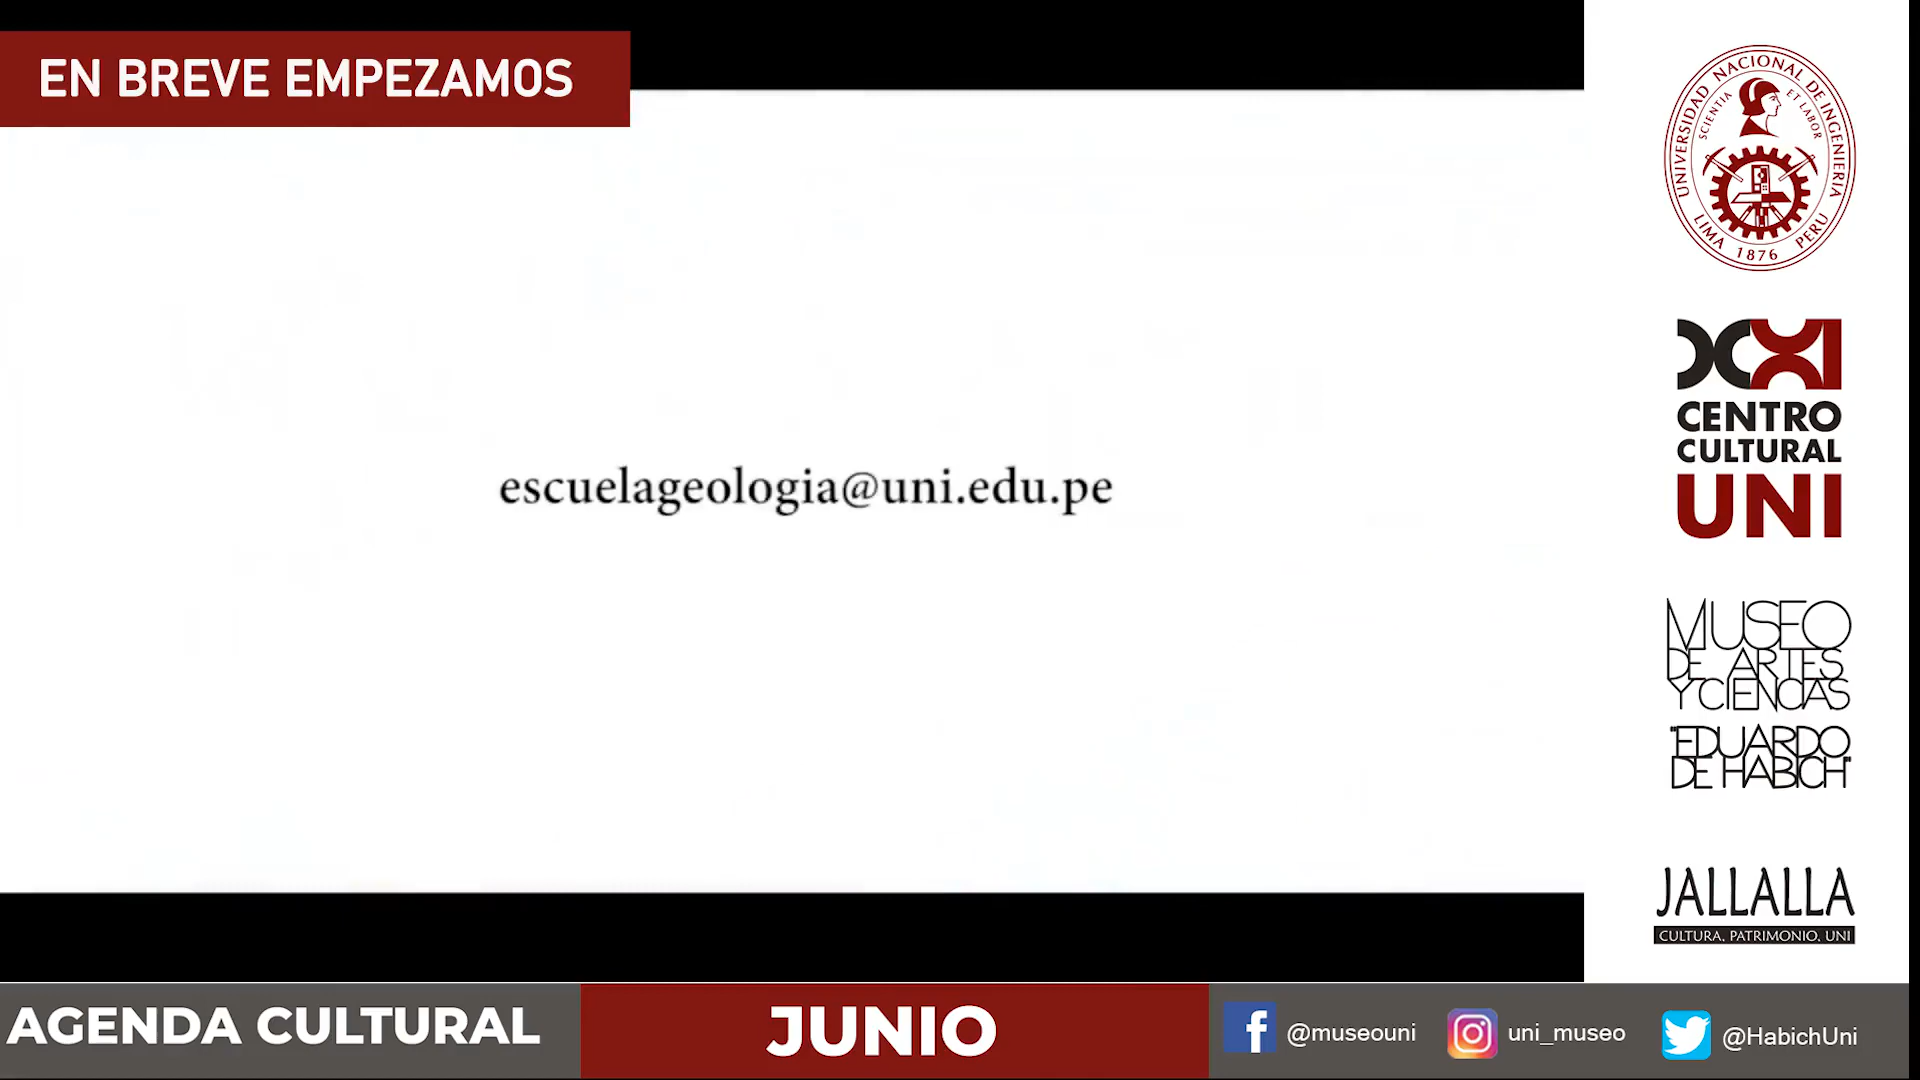 EN BREVE EMPEZAMOS
escuelageologia@uni.edu.pe
UNIVERSIDAD NACIONAL DE INGENIERIA
SCIENTIA ET LABOR
LIMA 1876 PERU
XXI
CENTRO
CULTURAL
UNI
MUSEO
DE ARTES
Y CIENCIAS
"EDUARDO
DE HABICH"
JALLALLA
CULTURA, PATRIMONIO, UNI
AGENDA CULTURAL
JUNIO
@museouni
uni_museo
@HabichUni